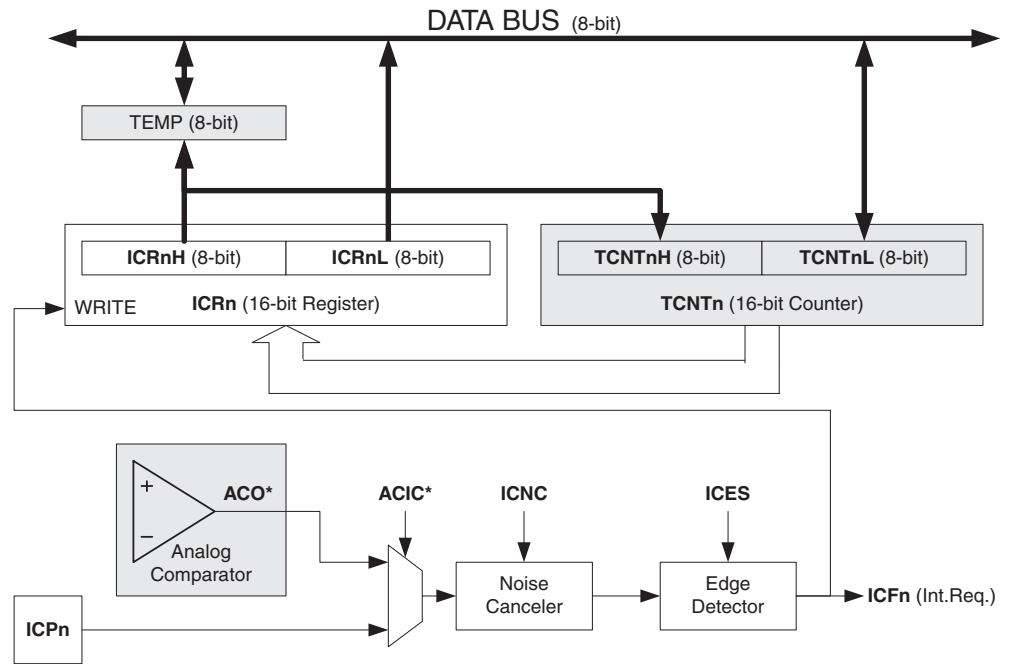 DATA BUS (8-bit)
TEMP (8-bit)
ICRnH (8-bit) ICRnL (8-bit) TCNTnH (8-bit) TCNTnL (8-bit)
WRITE ICRn (16-bit Register) TCNTn (16-bit Counter)
+
ACO* ACIC* ICNC ICES
−
Analog
Comparator
Noise
Canceler
Edge
Detector
ICFn (Int.Req.)
ICPn